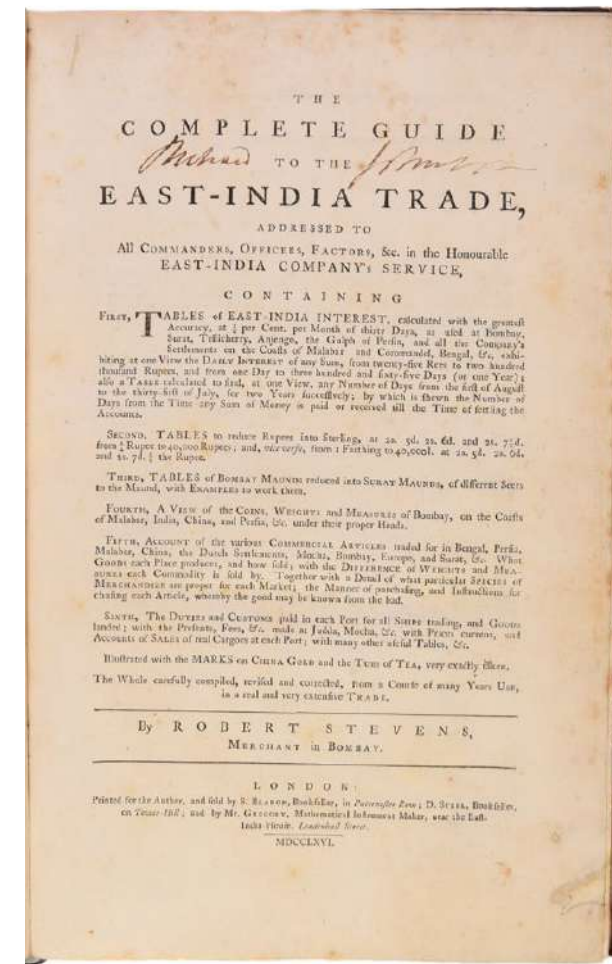 THE
COMPLETE GUIDE
TO THE
EAST-INDIA TRADE,
ADDRESSED TO
All COMMANDERS, OFFICERS, FACTORS, &c. in the Honourable
EAST-INDIA COMPANY's SERVICE,
CONTAINING
FIRST, TABLES of EAST-INDIA INTEREST, calculated with the greatest
Accuracy, at per Cent. per Month of thirty Days, as used at Bombay,
Surat, Tellicherry, Anjengo, the Gulph of Persia, and all the Company's
Settlements on the Coasts of Malabar and Coromandel, Bengal, &c. exhi-
biting at one View the DAILY INTEREST of any Sum, from twenty-five Rees to two hundred
thousand Rupees, and from one Day to three hundred and sixty-five Days (or one Year);
also a TABLE calculated to find, at one View, any Number of Days from the first of August
to the thirty-first of July, for two Years successively; by which is shewn the Number of
Days from the Time any Sum of Money is paid or received till the Time of settling the
Accounts.
SECOND, TABLES to reduce Rupees into Sterling, at 2s. 5d. 2s. 6d. and 2s. 7½d.
from Rupee to 40,000 Rupees; and, vice versa, from 1 Farthing to 40,000l. at 2s. 5d. 2s. 6d.
and 2s. 7d. ½ the Rupee.
THIRD, TABLES of BOMBAY MAUNDS reduced into SURAT MAUNDS, of different Seers
to the Maund, with EXAMPLES to work them.
FOURTH, A VIEW of the COINS, WEIGHTS and MEASURES of Bombay, on the Coasts
of Malabar, India, China, and Persia, &c. under their proper Heads.
FIFTH, ACCOUNT of the various COMMERCIAL ARTICLES traded for in Bengal, Persia,
Malabar, China, the Dutch Settlements, Mocha, Bombay, Europe, and Surat, &c. What
GOODS each Place produces, and how sold; with the DIFFERENCE of WEIGHTS and MEA-
SURES each Commodity is sold by. Together with a Detail of what particular SPECIES of
MERCHANDIZE are proper for each Market; the Manner of purchasing, and Instructions for
chusing each Article, whereby the good may be known from the bad.
SIXTH, The DUTIES and CUSTOMS paid in each Port for all SHIPS trading, and GOODS
landed; with the Presents, Fees, &c. made at Judda, Mocha, &c. with PRICES current, and
Accounts of SALES of real Cargoes at each Port; with many other useful Tables, &c.
Illustrated with the MARKS on CHINA GOLD and the TUBS of TEA, very exactly taken.
The Whole carefully compiled, revised and corrected, from a Course of many Years Use,
in a real and very extensive TRADE.
By ROBERT STEVENS,
MERCHANT in BOMBAY.
LONDON:
Printed for the Author, and sold by S. BLADON, Bookseller, in Paternoster Row; D. STEEL, Bookseller,
on Tower-Hill; and by Mr. GREGORY, Mathematical Instrument Maker, near the East-
India House, Leadenhall Street.
MDCCLXVI.